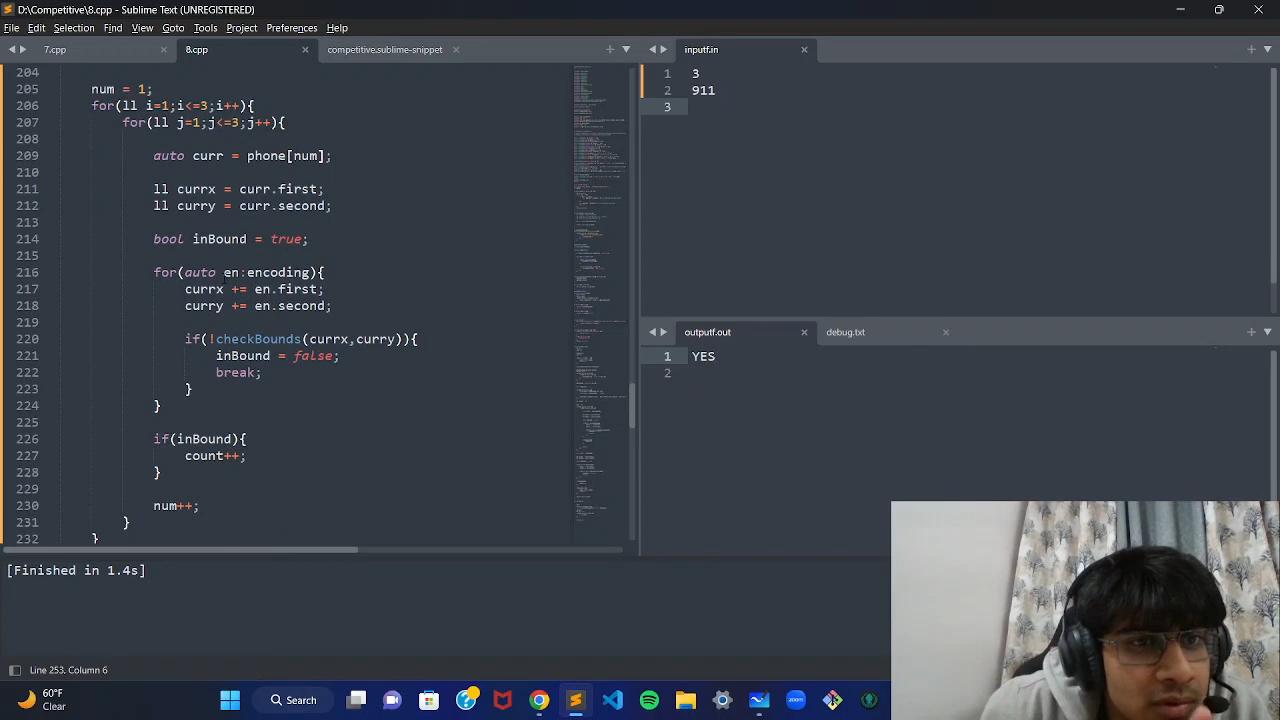 D:\Competitive\8.cpp - Sublime Text (UNREGISTERED)
File Edit Selection Find View Goto Tools Project Preferences Help
7.cpp 8.cpp competitive.sublime-snippet
204
205 num = 1;
206 for(ll i=1;i<=3;i++){
207 for(ll j=1;j<=3;j++){
208
209 auto curr = phone[num];
210
211 ll currx = curr.first;
212 ll curry = curr.second;
213
214 bool inBound = true;
215
216 for(auto en:encoding){
217 currx += en.first;
218 curry += en.second;
219
220 if(!checkBounds(currx,curry)){
221 inBound = false;
222 break;
223 }
224 }
225
226 if(inBound){
227 count++;
228 }
229
230 num++;
231 }
232 }
inputf.in
1 3
2 911
3
outputf.out debug.txt
1 YES
2
[Finished in 1.4s]
Line 253, Column 6
60°F
Clear
Search
zoom